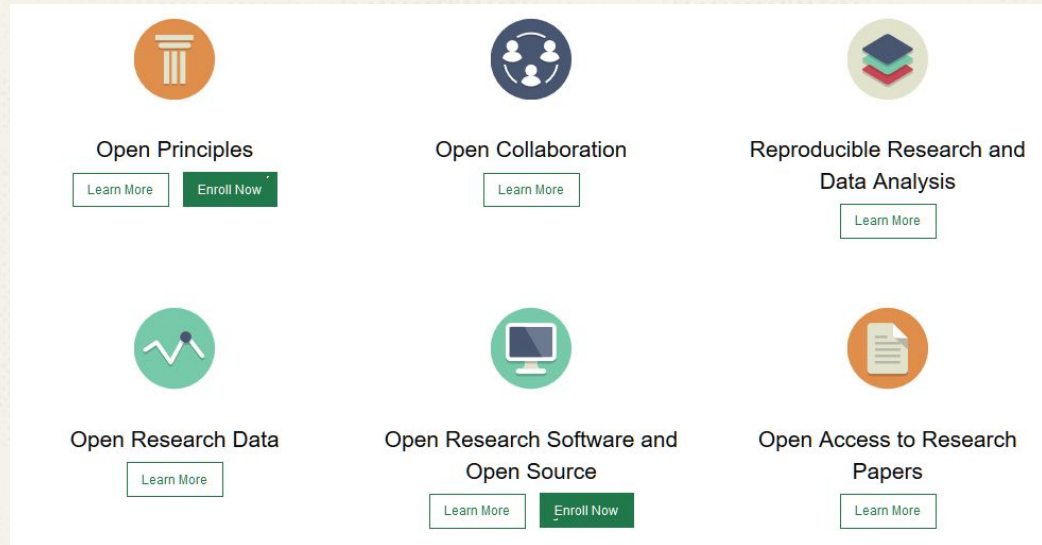 Open Principles
Learn More
Enroll Now
Open Collaboration
Learn More
Reproducible Research and
Data Analysis
Learn More
Open Research Data
Learn More
Open Research Software and
Open Source
Learn More
Enroll Now
Open Access to Research
Papers
Learn More